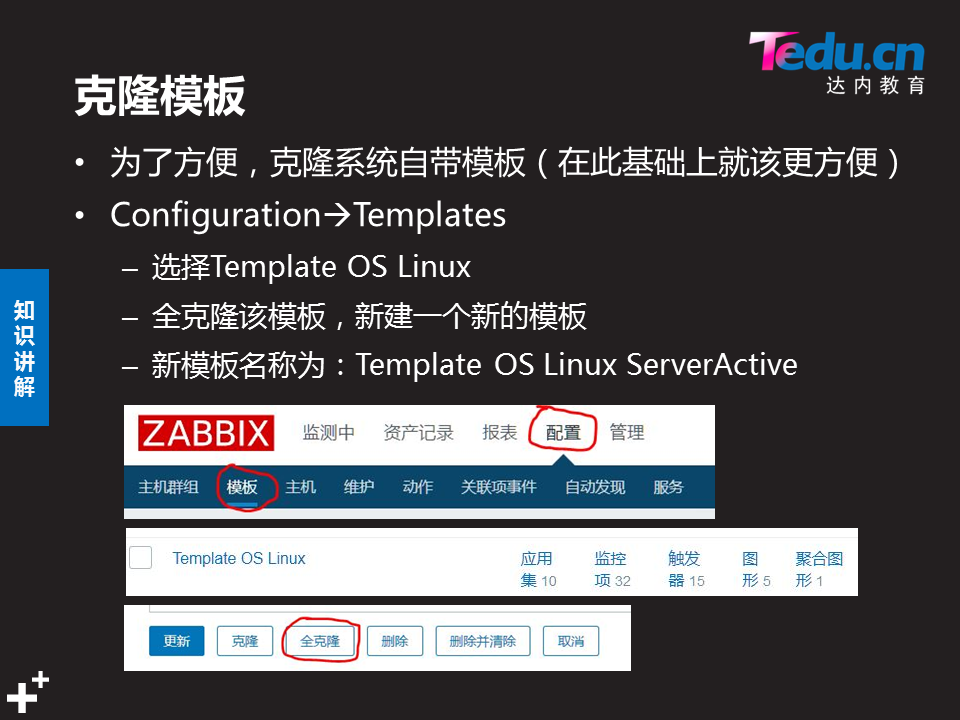 Tedu.cn
达内教育
克隆模板
• 为了方便，克隆系统自带模板（在此基础上就该更方便）
• Configuration→Templates
– 选择Template OS Linux
– 全克隆该模板，新建一个新的模板
– 新模板名称为：Template OS Linux ServerActive
知识讲解
ZABBIX 监测中 资产记录 报表 配置 管理
主机群组 模板 主机 维护 动作 关联项事件 自动发现 服务
Template OS Linux 应用 监控 触发 图 聚合图
集 10 项 32 器 15 形 5 形 1
更新 克隆 全克隆 删除 删除并清除 取消